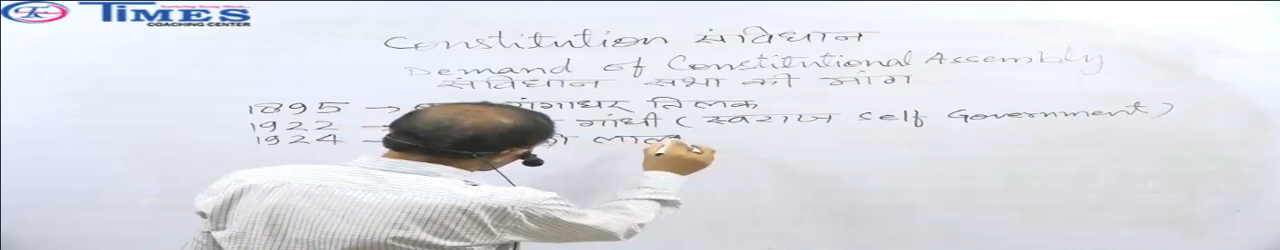 TIMES
COACHING CENTER
Constitution संविधान
Demand of Constitutional Assembly
संविधान सभा की मांग
1895 → गंगाधर तिलक
1922 → गांधी ( स्वराज Self Government )
1924 → लाल